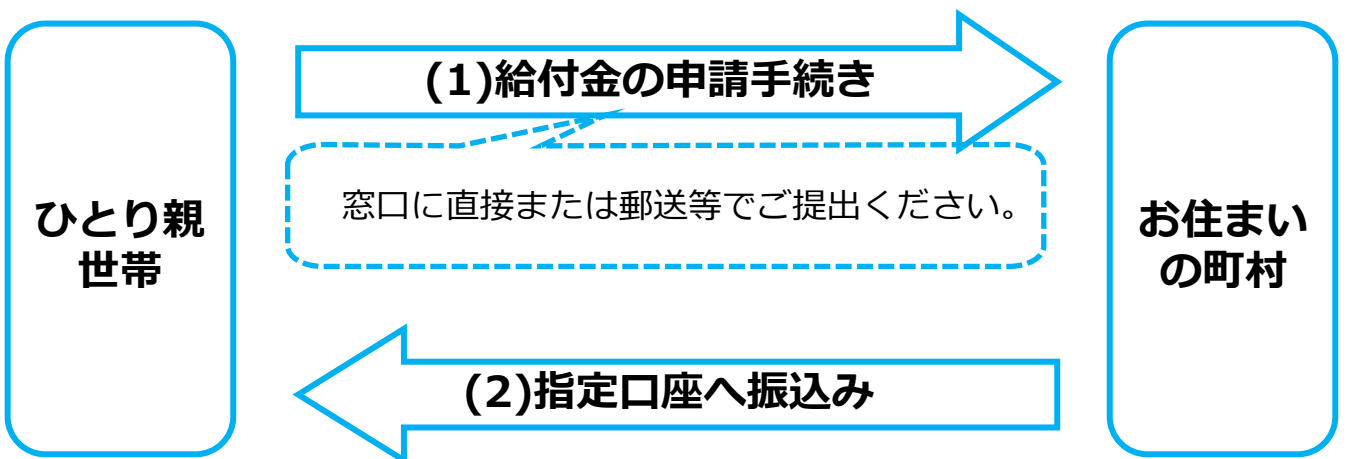 ひとり親
世帯
(1)給付金の申請手続き
窓口に直接または郵送等でご提出ください。
(2)指定口座へ振込み
お住まい
の町村